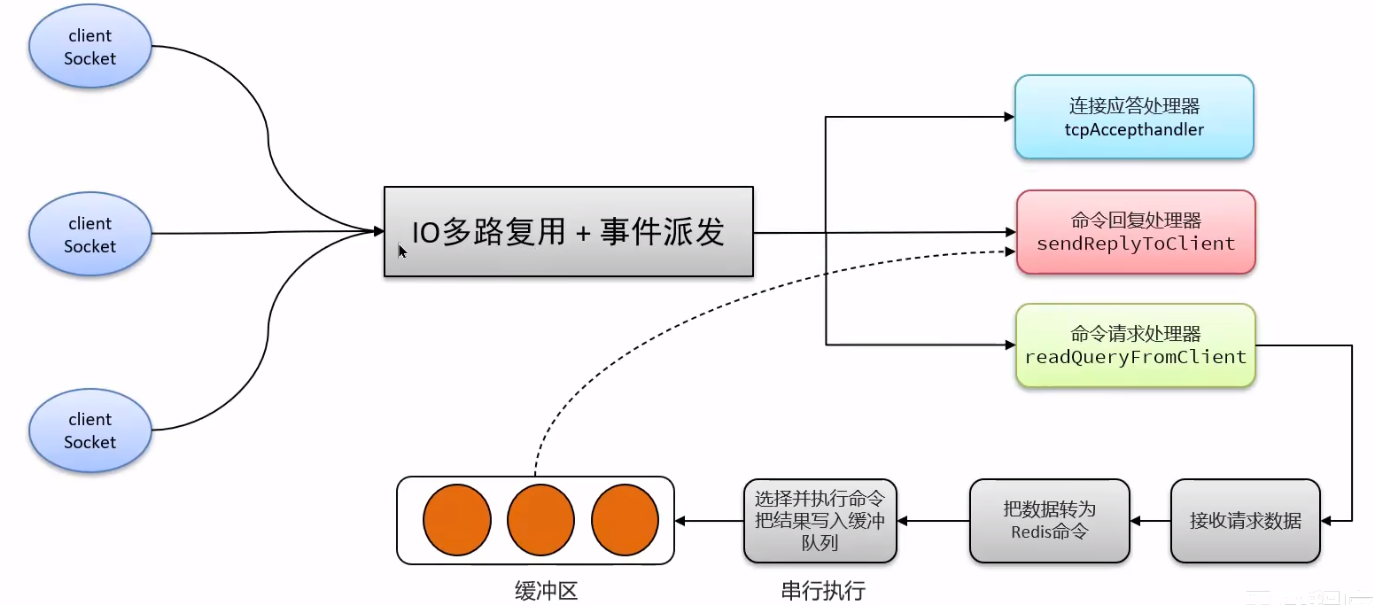 client
Socket
连接应答处理器
tcpAccepthandler
client
Socket
IO多路复用 + 事件派发
命令回复处理器
sendReplyToClient
命令请求处理器
readQueryFromClient
client
Socket
选择并执行命令
把结果写入缓冲
队列
把数据转为
Redis命令
接收请求数据
缓冲区
串行执行